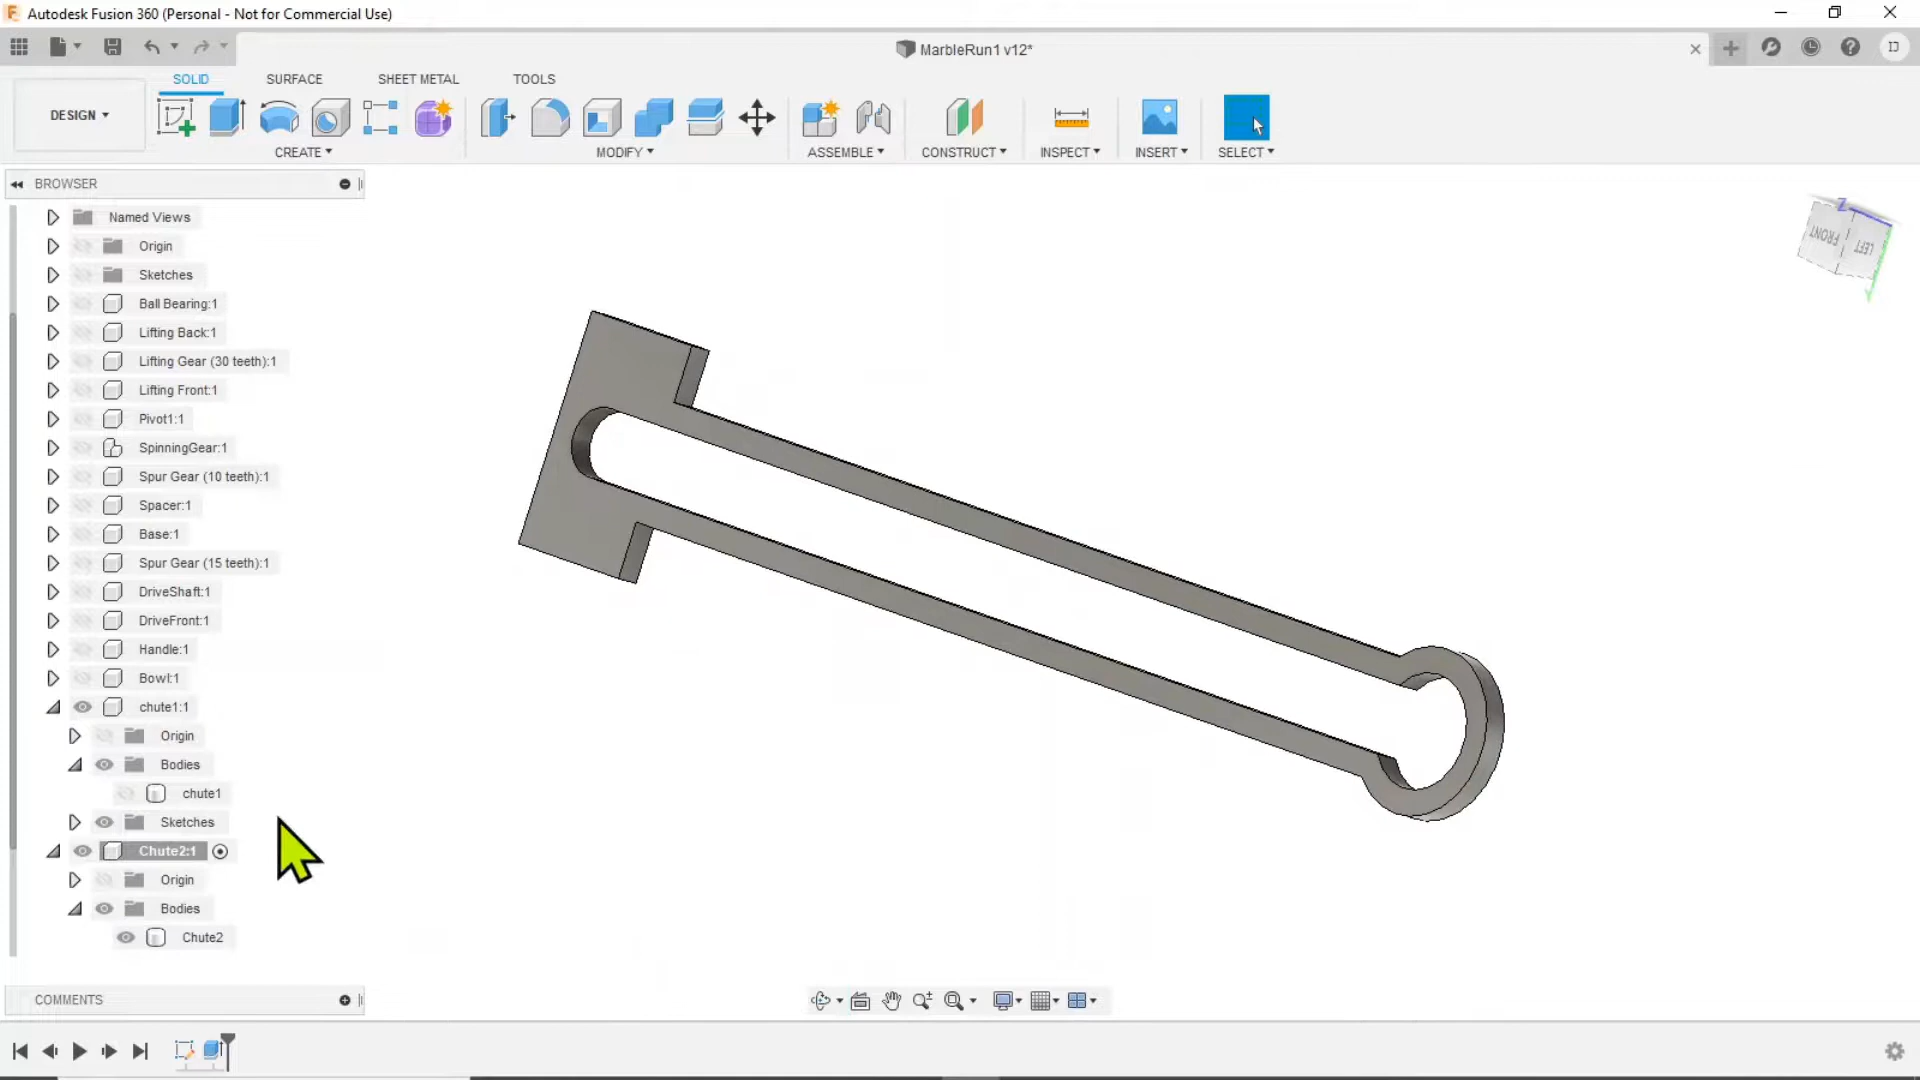 Autodesk Fusion 360 (Personal - Not for Commercial Use)
MarbleRun1 v12*
IJ
SOLID SURFACE SHEET METAL TOOLS
DESIGN
CREATE MODIFY ASSEMBLE CONSTRUCT INSPECT INSERT SELECT
BROWSER
Named Views
Origin
Sketches
Ball Bearing:1
Lifting Back:1
Lifting Gear (30 teeth):1
Lifting Front:1
Pivot1:1
SpinningGear:1
Spur Gear (10 teeth):1
Spacer:1
Base:1
Spur Gear (15 teeth):1
DriveShaft:1
DriveFront:1
Handle:1
Bowl:1
chute1:1
Origin
Bodies
chute1
Sketches
Chute2:1
Origin
Bodies
Chute2
Z
FRONT LEFT
Y
COMMENTS